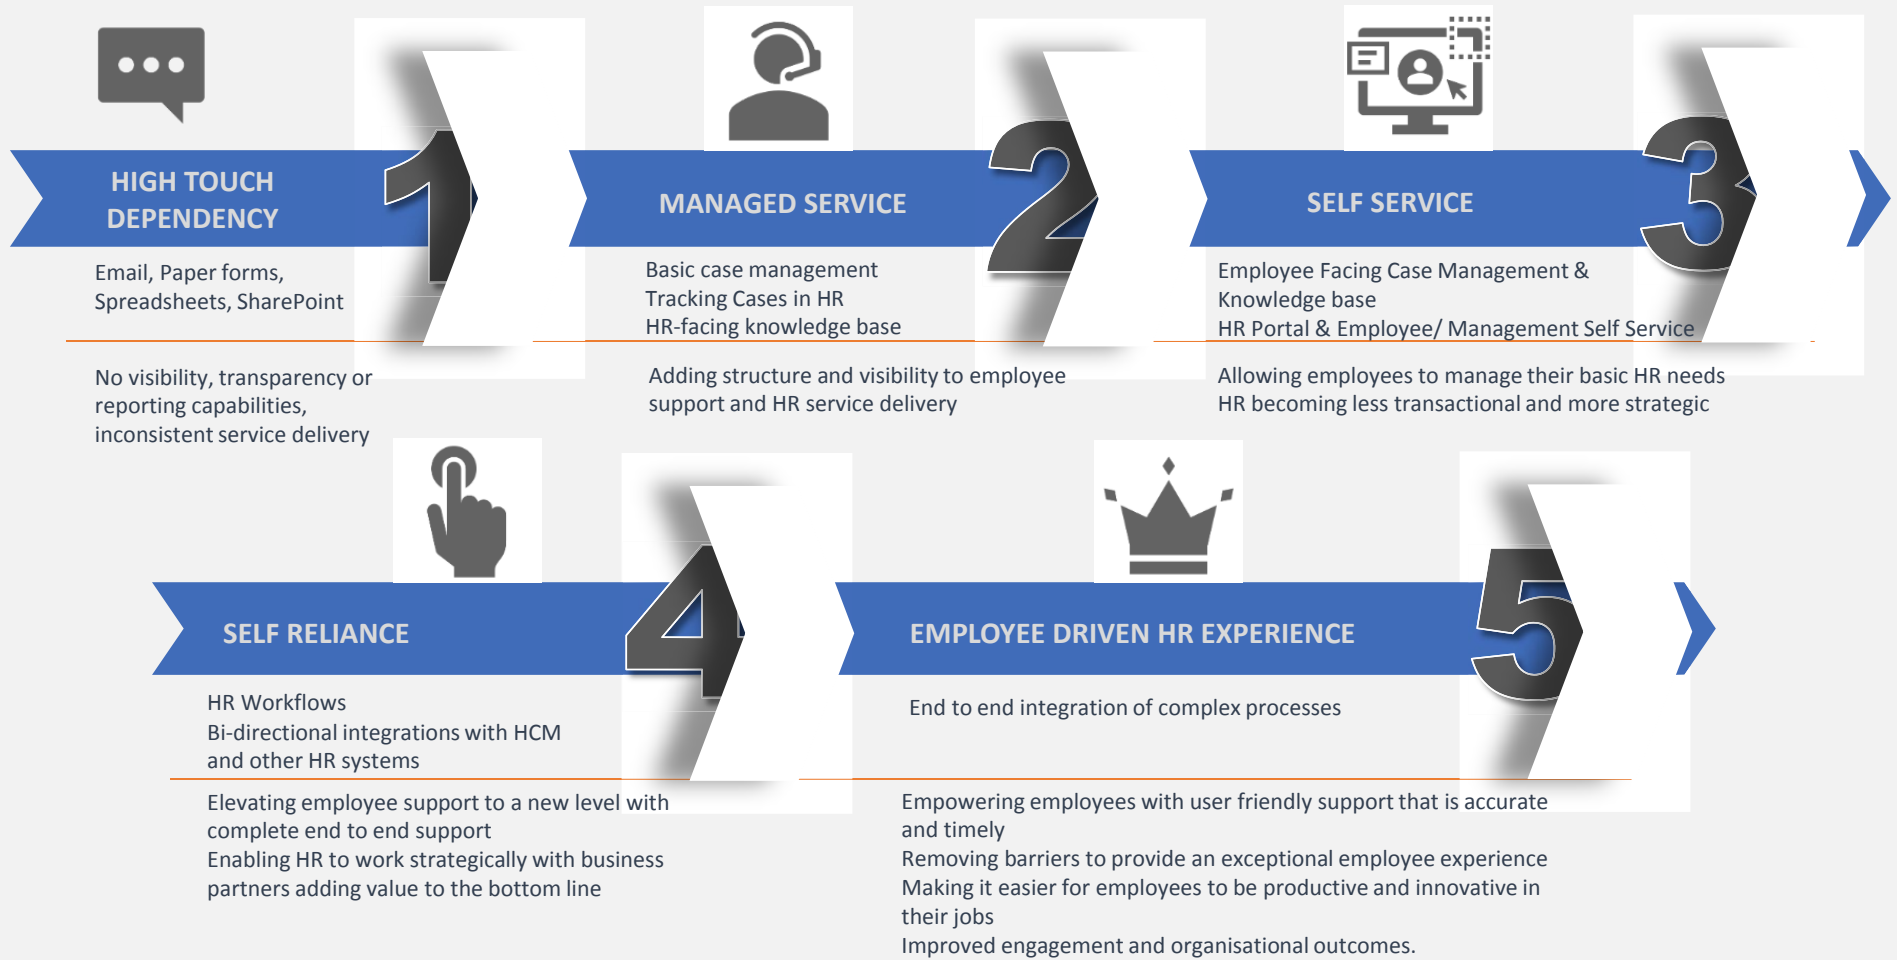 1
HIGH TOUCH
DEPENDENCY
Email, Paper forms,
Spreadsheets, SharePoint
No visibility, transparency or
reporting capabilities,
inconsistent service delivery
2
MANAGED SERVICE
Basic case management
Tracking Cases in HR
HR-facing knowledge base
Adding structure and visibility to employee
support and HR service delivery
3
SELF SERVICE
Employee Facing Case Management &
Knowledge base
HR Portal & Employee/ Management Self Service
Allowing employees to manage their basic HR needs
HR becoming less transactional and more strategic
4
SELF RELIANCE
HR Workflows
Bi-directional integrations with HCM
and other HR systems
Elevating employee support to a new level with
complete end to end support
Enabling HR to work strategically with business
partners adding value to the bottom line
5
EMPLOYEE DRIVEN HR EXPERIENCE
End to end integration of complex processes
Empowering employees with user friendly support that is accurate
and timely
Removing barriers to provide an exceptional employee experience
Making it easier for employees to be productive and innovative in
their jobs
Improved engagement and organisational outcomes.